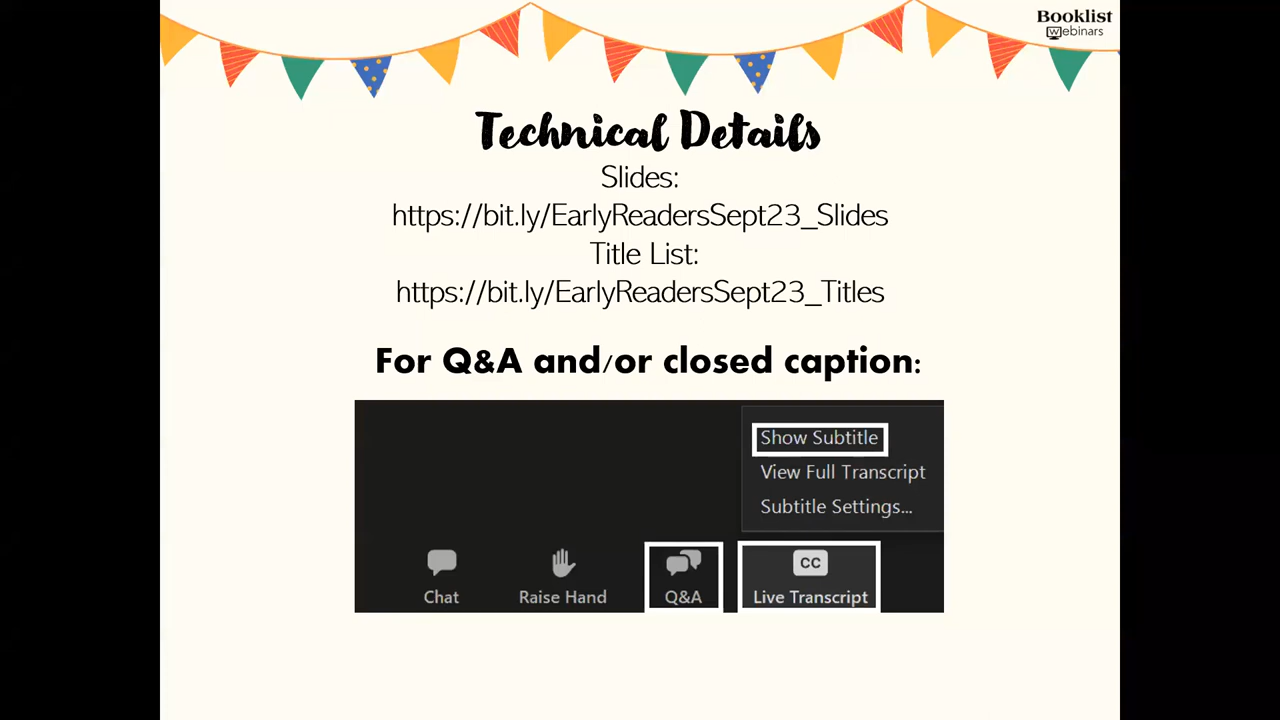 Booklist
Webinars
Technical Details
Slides:
https://bit.ly/EarlyReadersSept23_Slides
Title List:
https://bit.ly/EarlyReadersSept23_Titles
For Q&A and/or closed caption:
Show Subtitle
View Full Transcript
Subtitle Settings...
CC
Chat Raise Hand Q&A Live Transcript